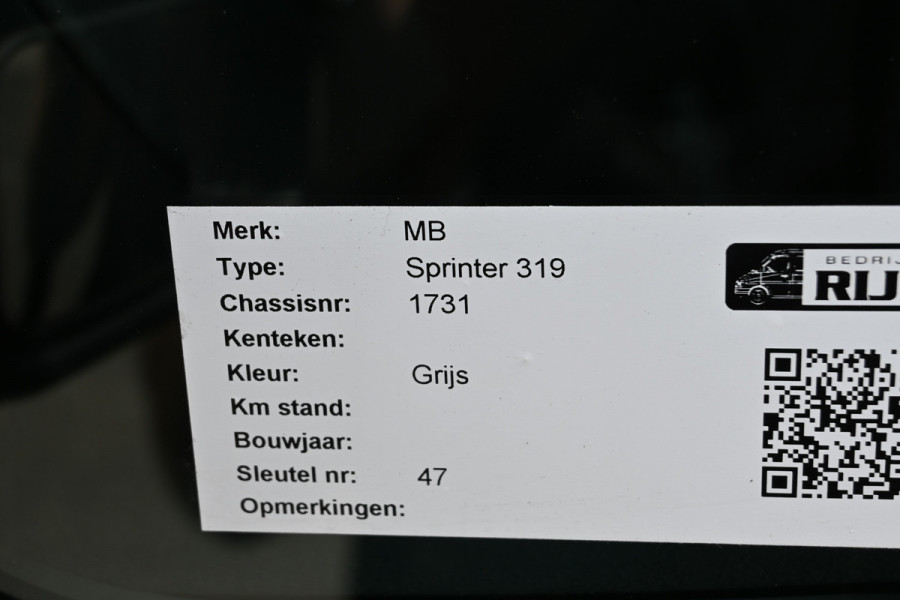 Merk: MB
Type: Sprinter 319
Chassisnr: 1731
Kenteken:
Kleur: Grijs
Km stand:
Bouwjaar:
Sleutel nr: 47
Opmerkingen:
BEDRIJ
RIJ